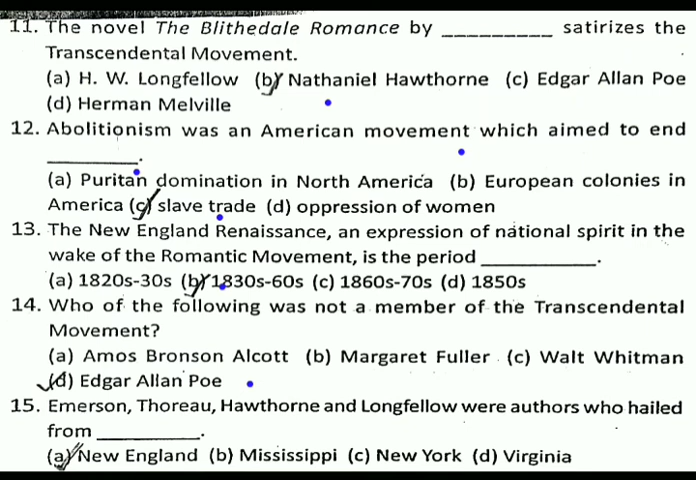 11. The novel The Blithedale Romance by _________ satirizes the
Transcendental Movement.
(a) H. W. Longfellow (b) Nathaniel Hawthorne (c) Edgar Allan Poe
(d) Herman Melville
12. Abolitionism was an American movement which aimed to end
_________.
(a) Puritan domination in North America (b) European colonies in
America (c) slave trade (d) oppression of women
13. The New England Renaissance, an expression of national spirit in the
wake of the Romantic Movement, is the period __________.
(a) 1820s-30s (b) 1830s-60s (c) 1860s-70s (d) 1850s
14. Who of the following was not a member of the Transcendental
Movement?
(a) Amos Bronson Alcott (b) Margaret Fuller (c) Walt Whitman
(d) Edgar Allan Poe
15. Emerson, Thoreau, Hawthorne and Longfellow were authors who hailed
from _________.
(a) New England (b) Mississippi (c) New York (d) Virginia